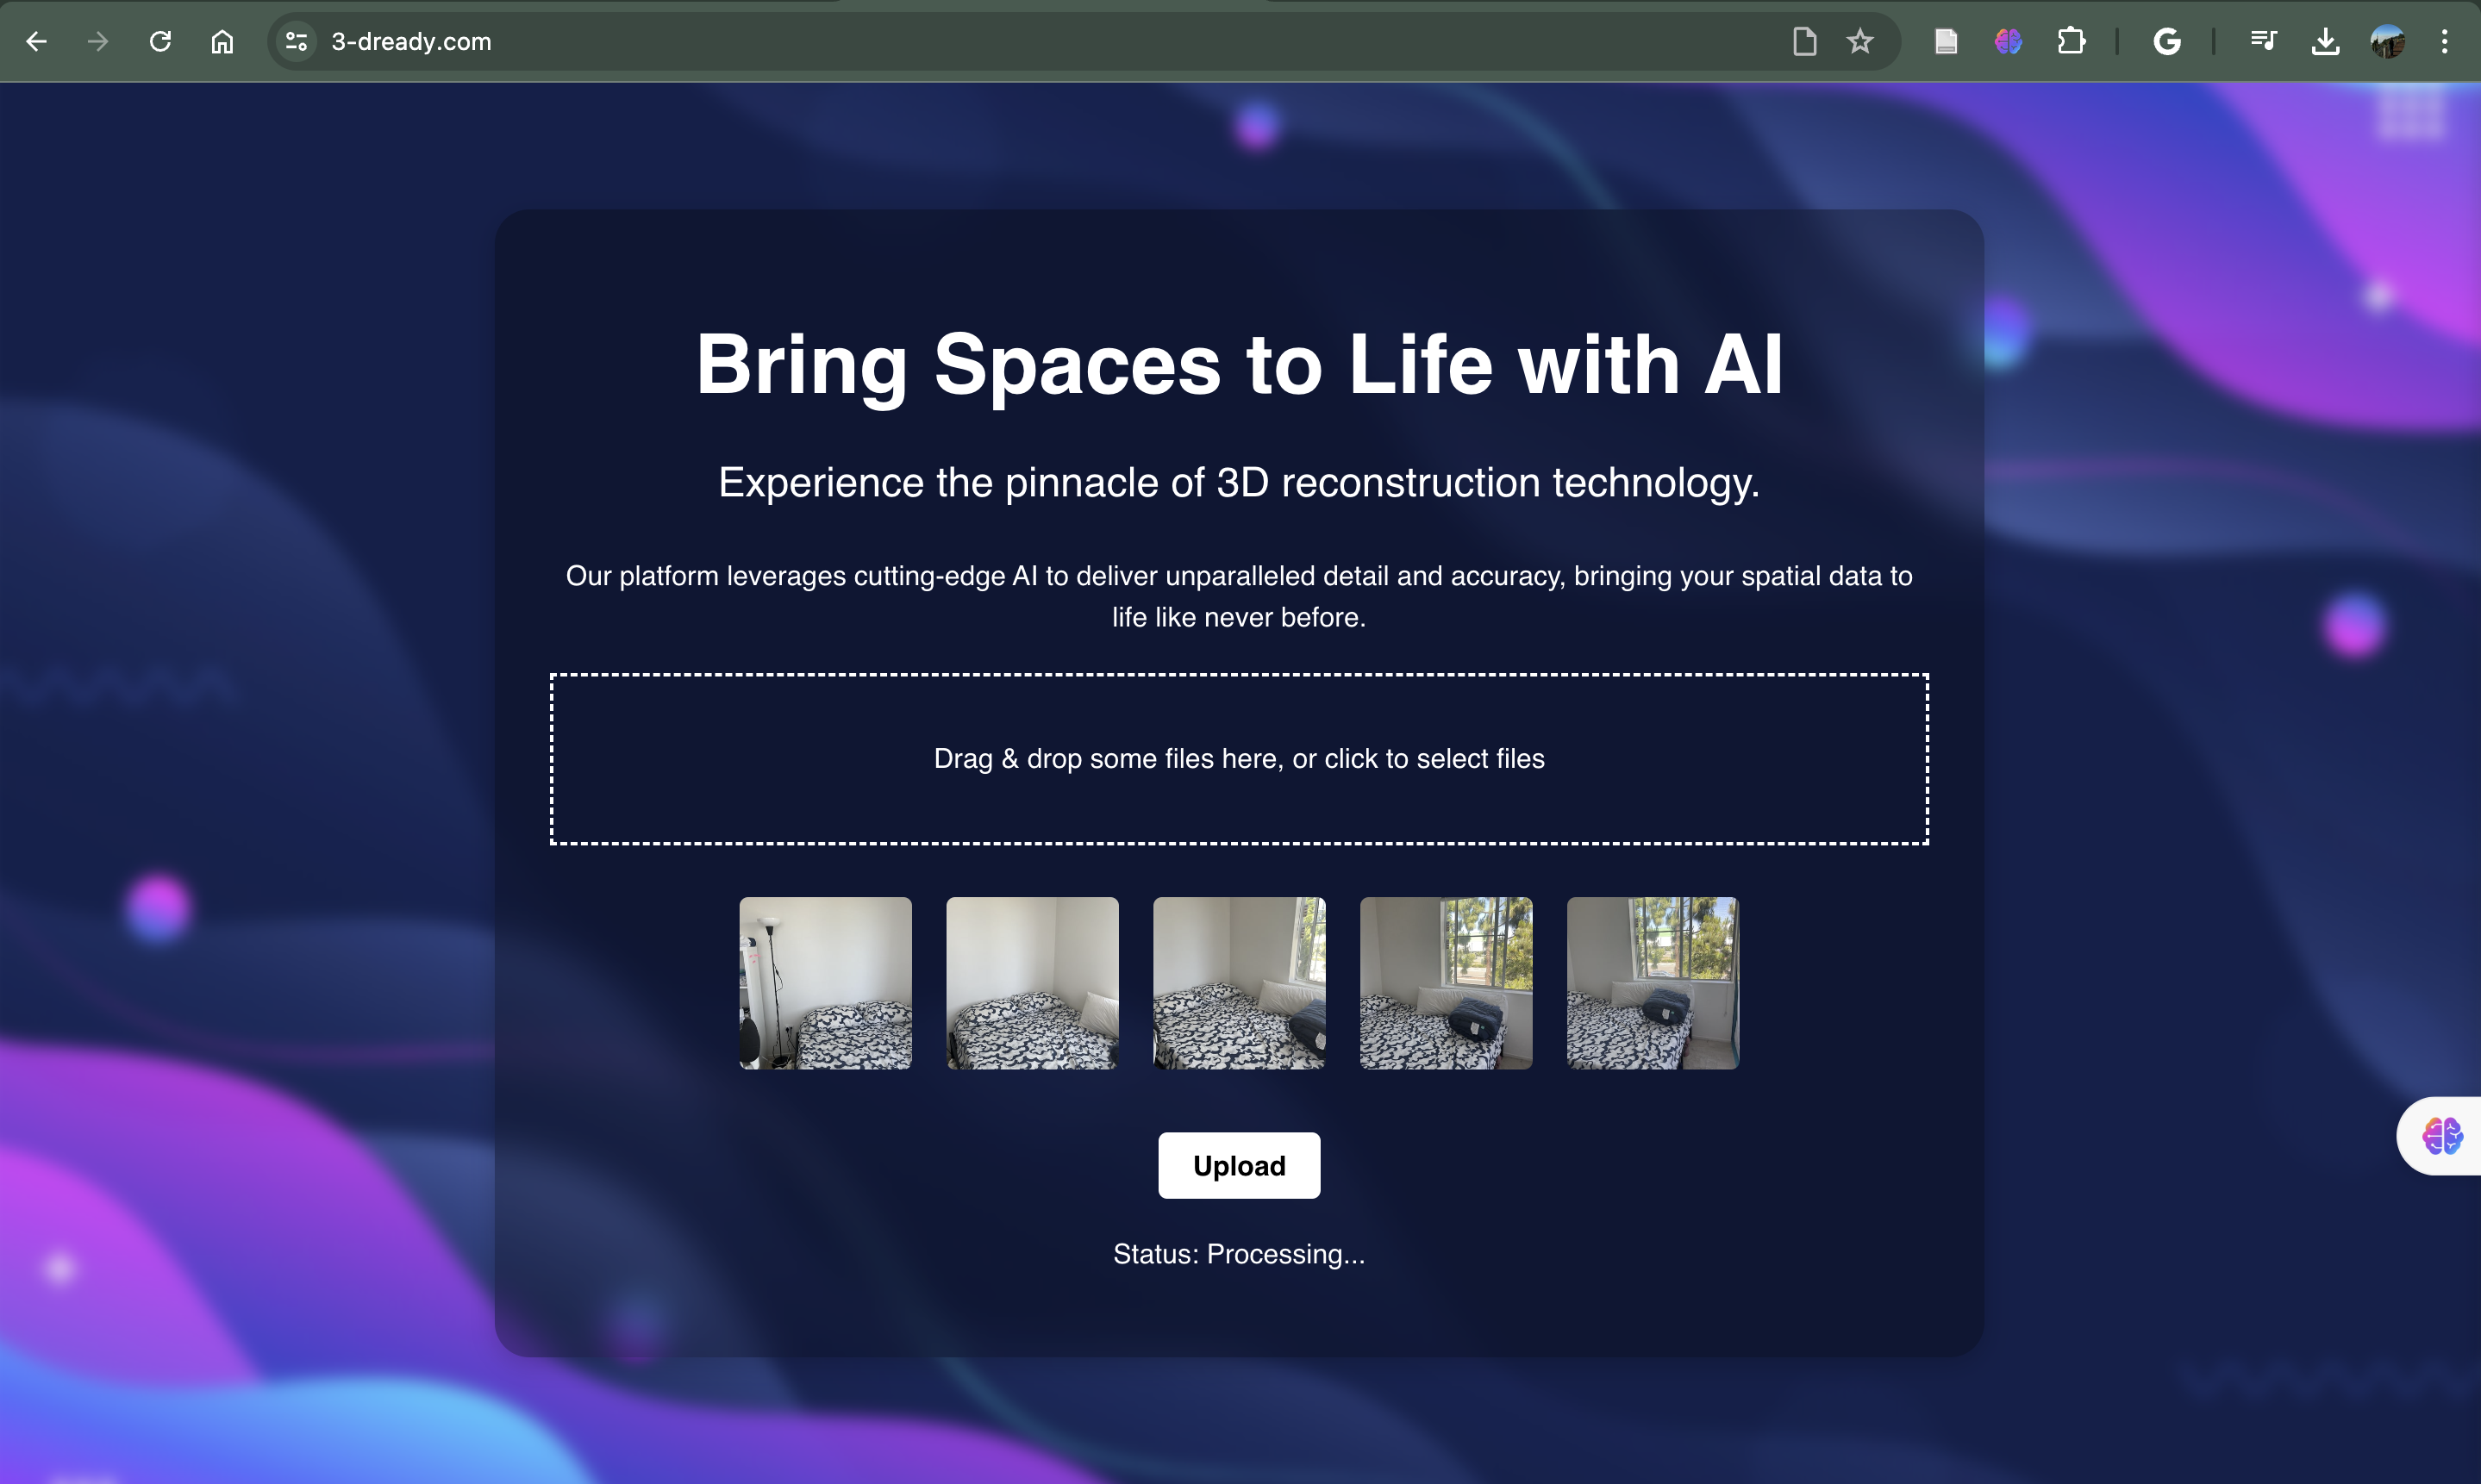 3-dready.com
Bring Spaces to Life with AI
Experience the pinnacle of 3D reconstruction technology.
Our platform leverages cutting-edge AI to deliver unparalleled detail and accuracy, bringing your spatial data to
life like never before.
Drag & drop some files here, or click to select files
Upload
Status: Processing...